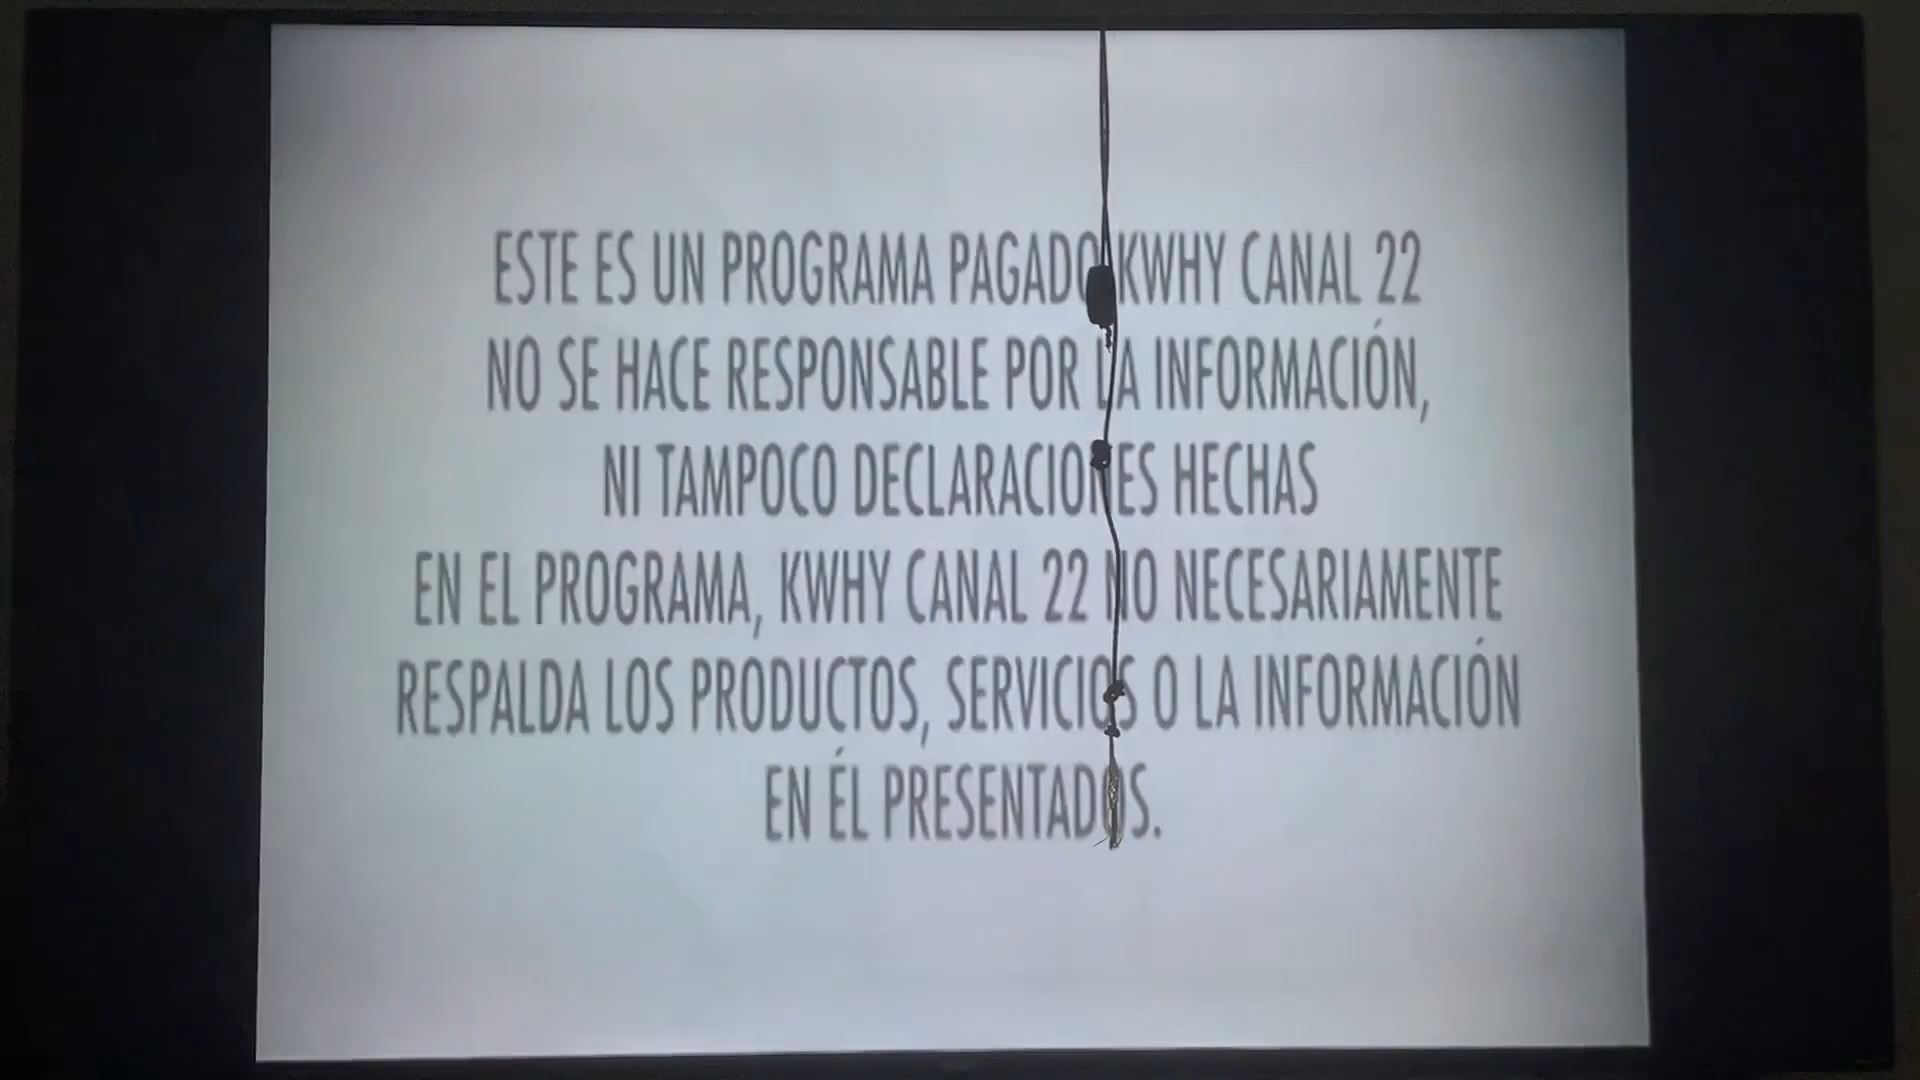 ESTE ES UN PROGRAMA PAGADO KWHY CANAL 22
NO SE HACE RESPONSABLE POR LA INFORMACIÓN,
NI TAMPOCO DECLARACIONES HECHAS
EN EL PROGRAMA, KWHY CANAL 22 NO NECESARIAMENTE
RESPALDA LOS PRODUCTOS, SERVICIOS O LA INFORMACIÓN
EN ÉL PRESENTADOS.